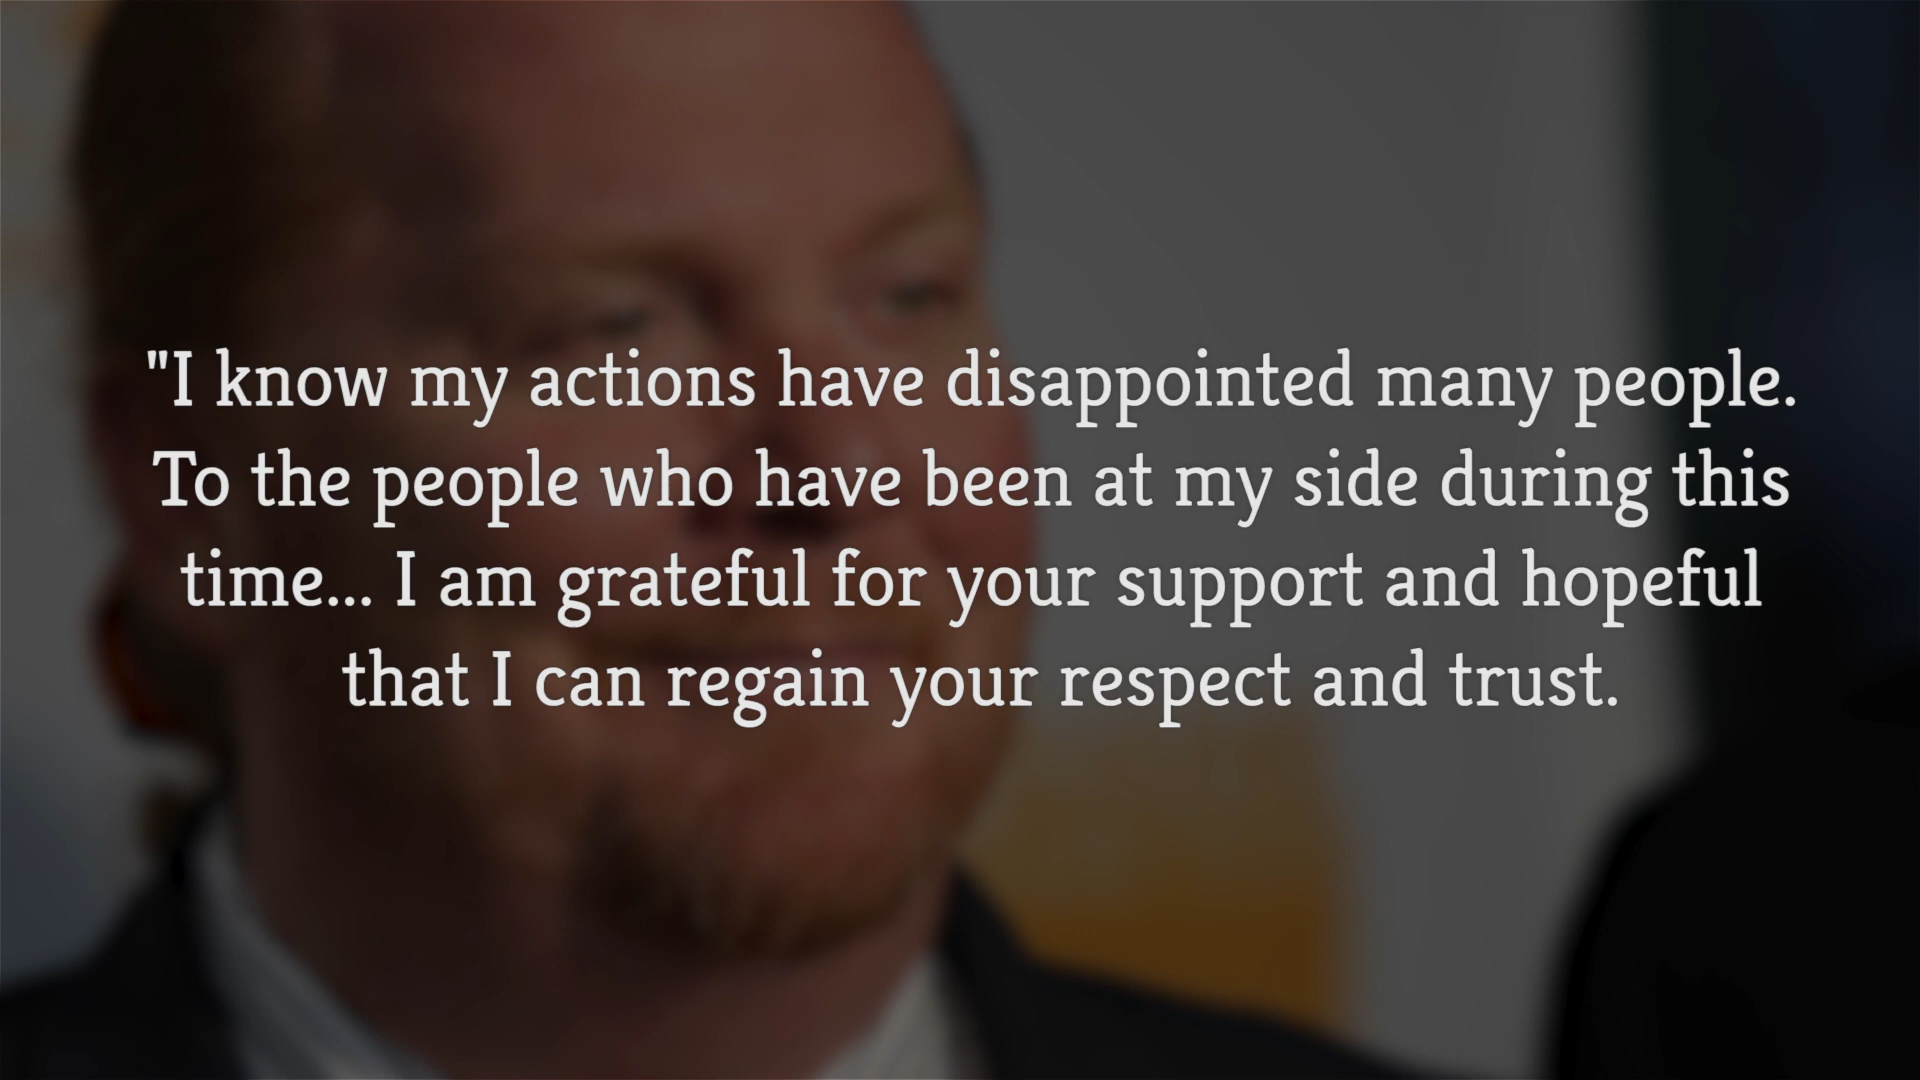 "I know my actions have disappointed many people.
To the people who have been at my side during this
time... I am grateful for your support and hopeful
that I can regain your respect and trust.